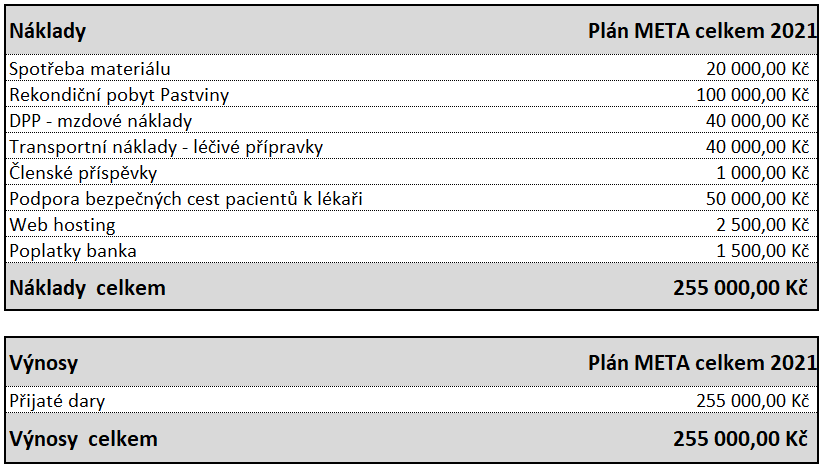 Náklady Plán META celkem 2021
Spotřeba materiálu 20 000,00 Kč
Rekondiční pobyt Pastviny 100 000,00 Kč
DPP - mzdové náklady 40 000,00 Kč
Transportní náklady - léčivé přípravky 40 000,00 Kč
Členské příspěvky 1 000,00 Kč
Podpora bezpečných cest pacientů k lékaři 50 000,00 Kč
Web hosting 2 500,00 Kč
Poplatky banka 1 500,00 Kč
Náklady celkem 255 000,00 Kč
Výnosy Plán META celkem 2021
Přijaté dary 255 000,00 Kč
Výnosy celkem 255 000,00 Kč